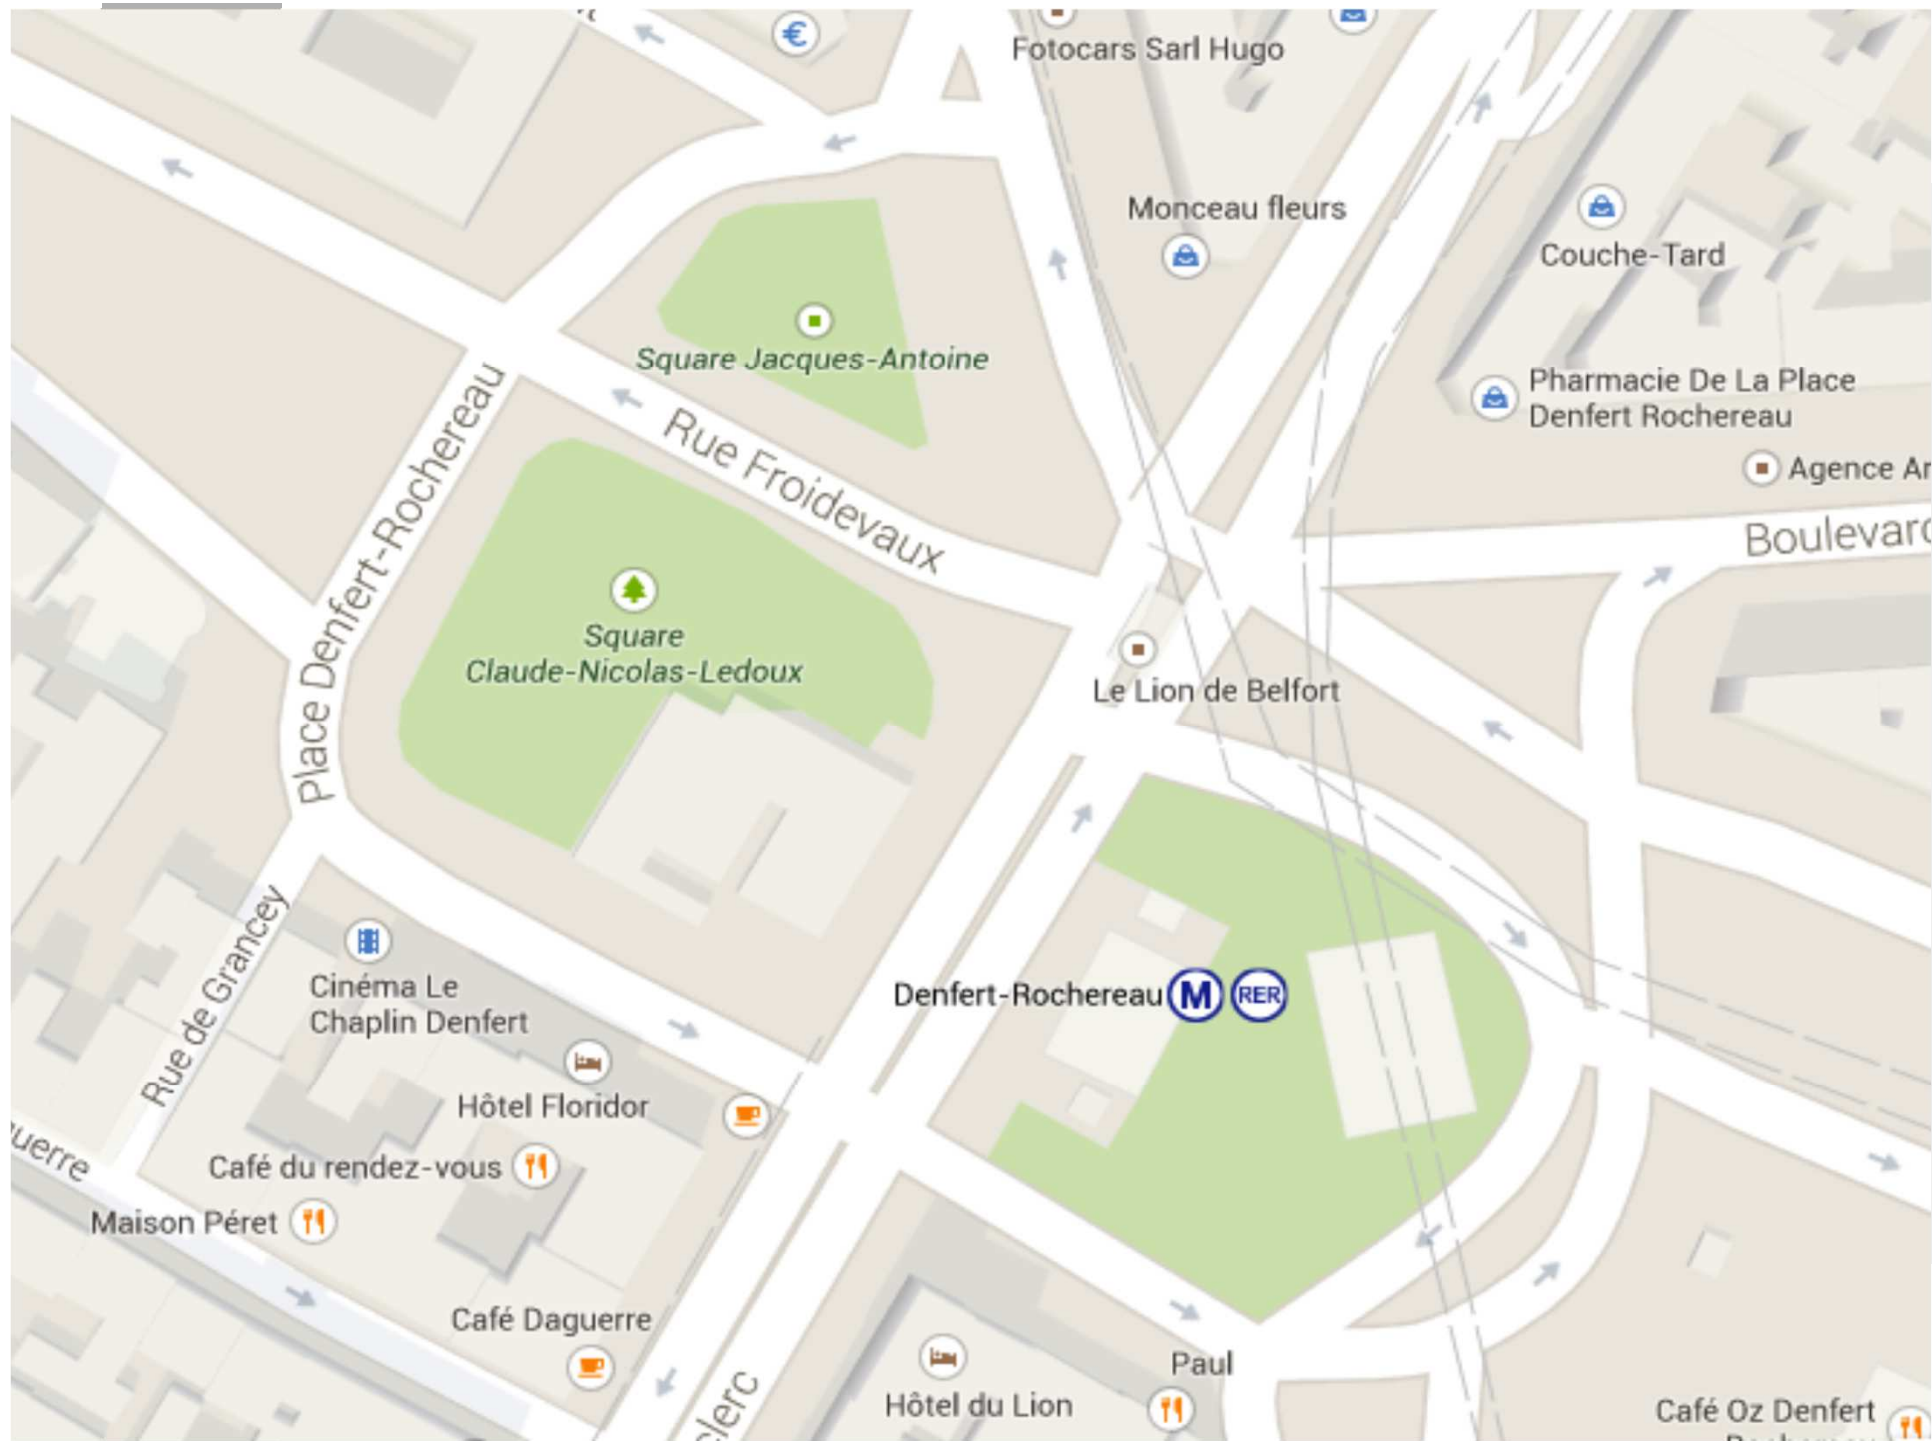 €
Fotocars Sarl Hugo
Monceau fleurs
Couche-Tard
Square Jacques-Antoine
Pharmacie De La Place
Denfert Rochereau
Rue Froidevaux
Agence
Place Denfert-Rochereau
Square
Claude-Nicolas-Ledoux
Le Lion de Belfort
Denfert-Rochereau M RER
Rue de Grancey
Cinéma Le
Chaplin Denfert
Hôtel Floridor
Café du rendez-vous
Maison Péret
Café Daguerre
Hôtel du Lion
Paul
Café Oz Denfert